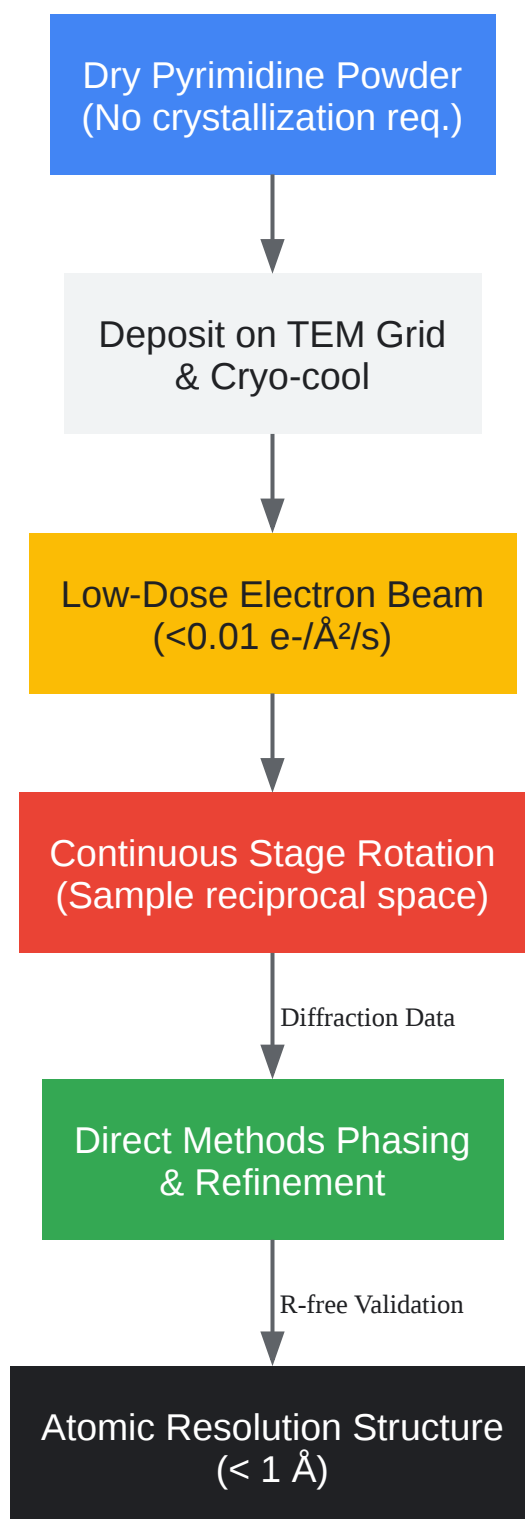 Dry Pyrimidine Powder
(No crystallization req.)
Deposit on TEM Grid
& Cryo-cool
Low-Dose Electron Beam
(<0.01 e-/Å²/s)
Continuous Stage Rotation
(Sample reciprocal space)
Diffraction Data
Direct Methods Phasing
& Refinement
R-free Validation
Atomic Resolution Structure
(< 1 Å)